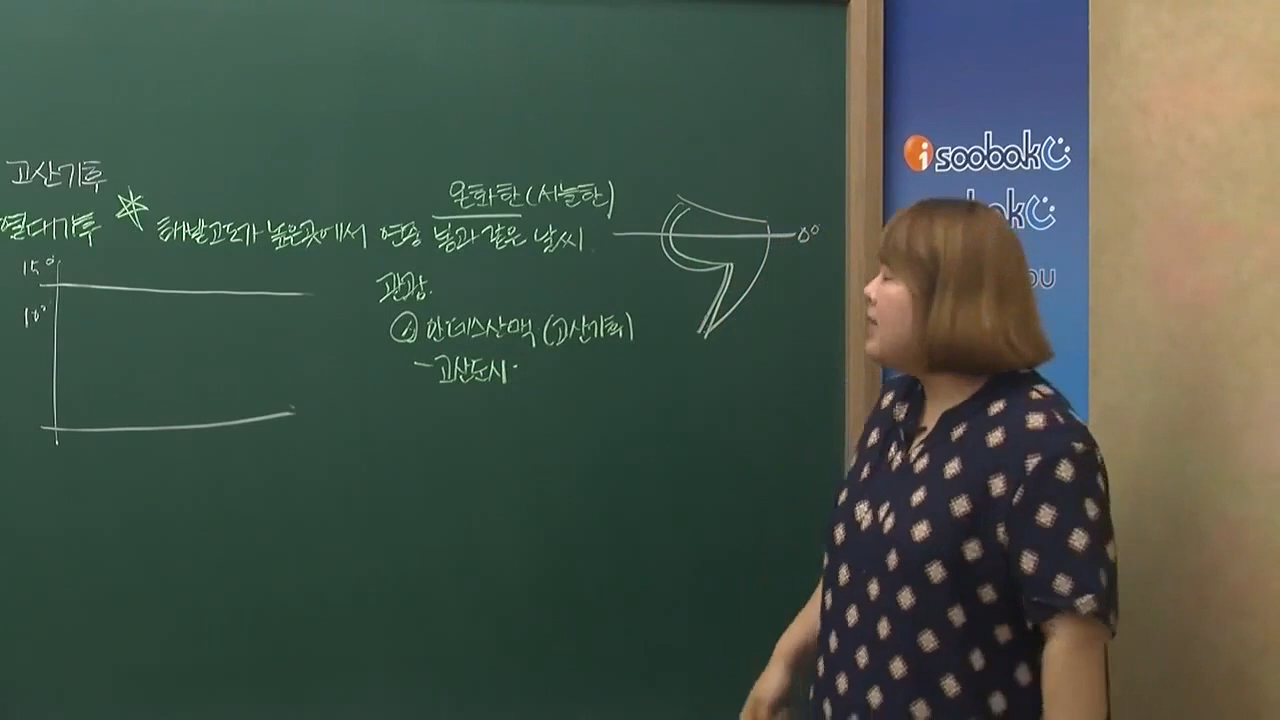 고산기후
온화한(서늘한)
열대기후 ☆ 해발고도가 높은곳에서 연중 봄과 같은 날씨.
0°
15°
10°
관광.
안데스산맥 (고산기후)
-고산도시.
isoobakc